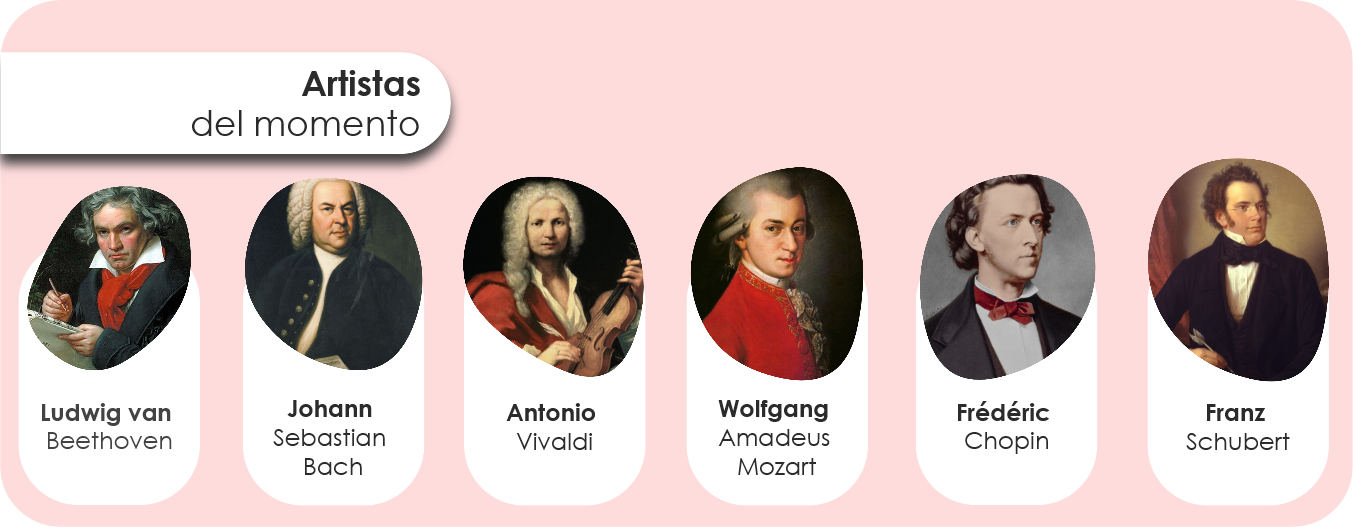 Artistas
del momento
Ludwig van
Beethoven
Johann
Sebastian
Bach
Antonio
Vivaldi
Wolfgang
Amadeus
Mozart
Frédéric
Chopin
Franz
Schubert